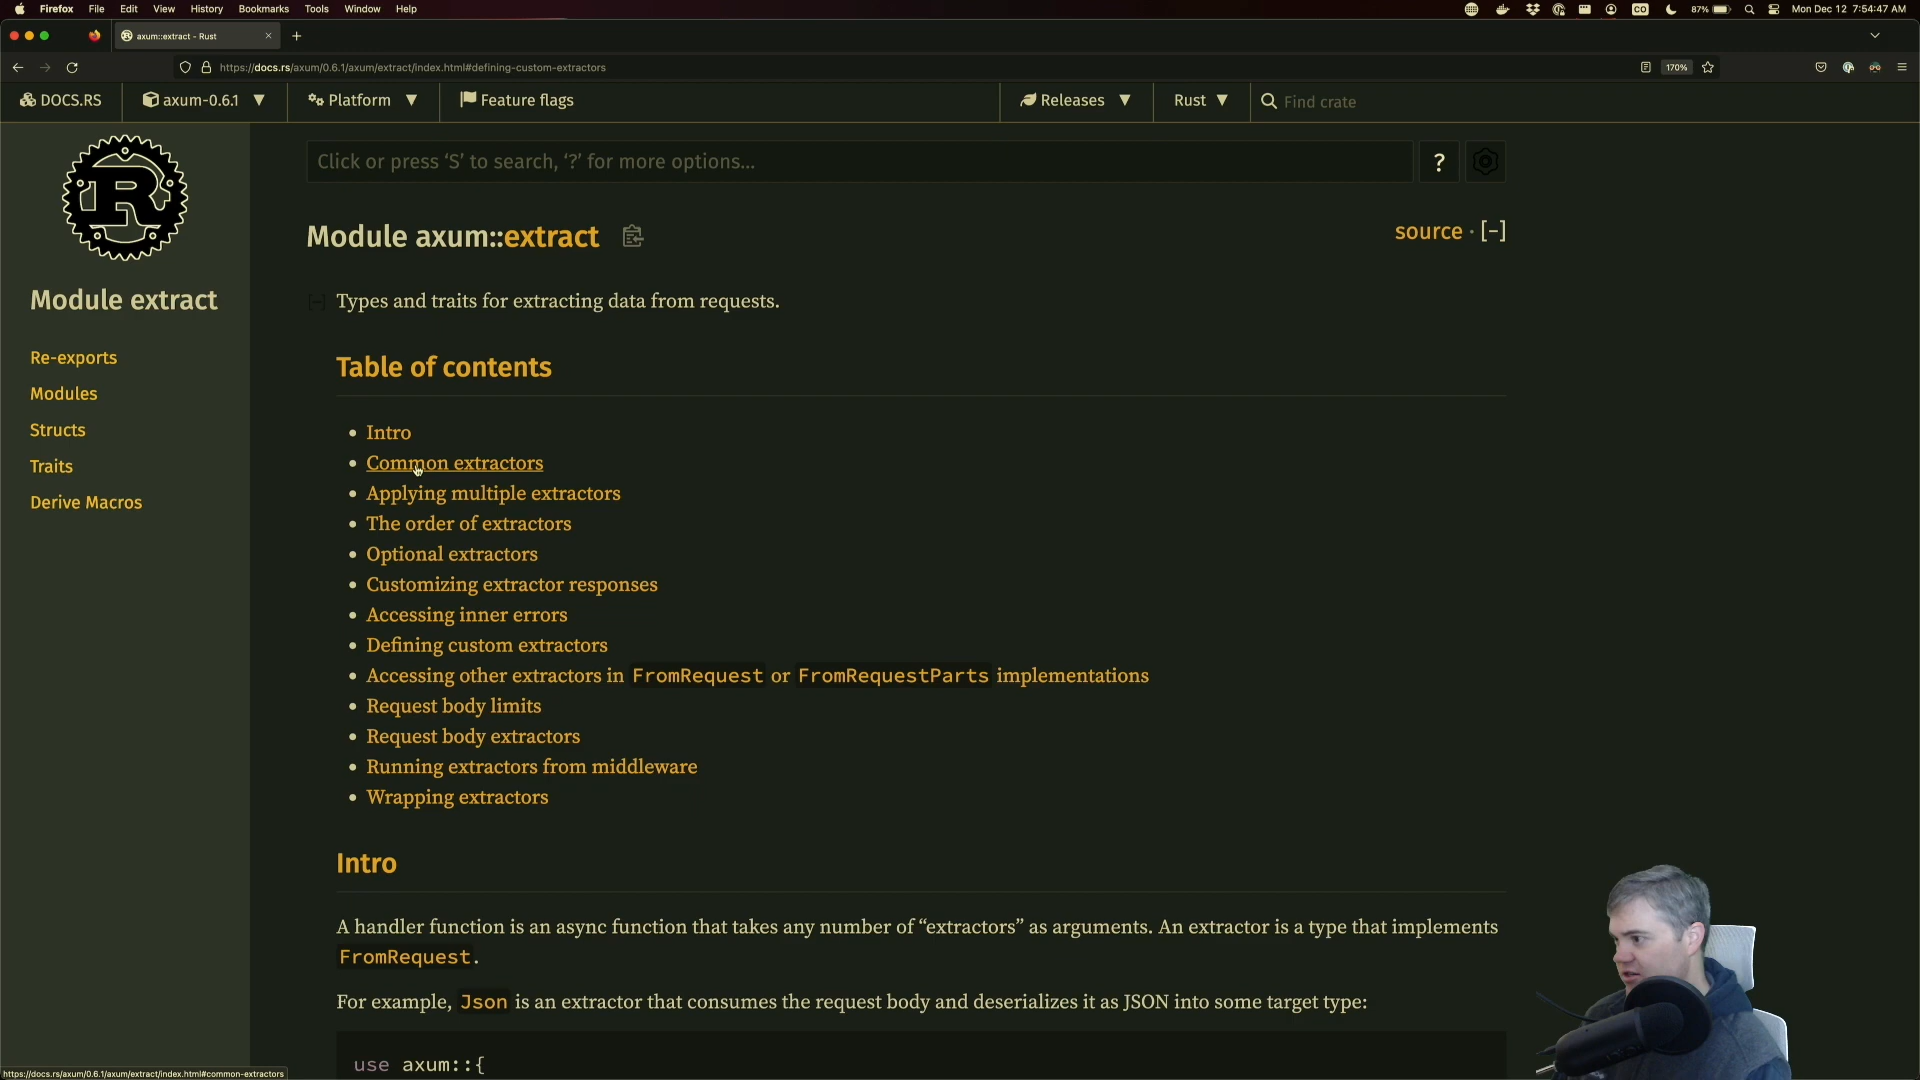 Firefox File Edit View History Bookmarks Tools Window Help
87% Mon Dec 12 7:54:47 AM
axum::extract - Rust
https://docs.rs/axum/0.6.1/axum/extract/index.html#defining-custom-extractors
170%
DOCS.RS axum-0.6.1 ▼ Platform ▼ Feature flags Releases ▼ Rust ▼ Find crate
Click or press ‘S’ to search, ‘?’ for more options…
?
R
Module extract
Re-exports
Modules
Structs
Traits
Derive Macros
Module axum::extract
source · [−]
[−] Types and traits for extracting data from requests.
Table of contents
Intro
Common extractors
Applying multiple extractors
The order of extractors
Optional extractors
Customizing extractor responses
Accessing inner errors
Defining custom extractors
Accessing other extractors in FromRequest or FromRequestParts implementations
Request body limits
Request body extractors
Running extractors from middleware
Wrapping extractors
Intro
A handler function is an async function that takes any number of “extractors” as arguments. An extractor is a type that implements
FromRequest.
For example, Json is an extractor that consumes the request body and deserializes it as JSON into some target type:
use axum::{
https://docs.rs/axum/0.6.1/axum/extract/index.html#common-extractors